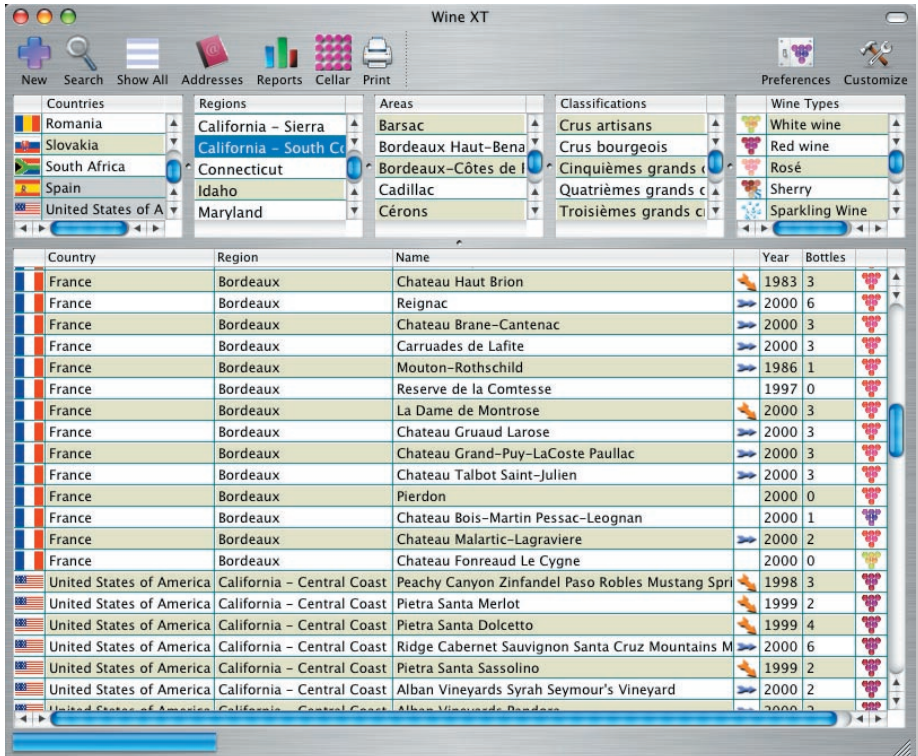 Wine XT
New Search Show All Addresses Reports Cellar Print Preferences Customize
Countries Regions Areas Classifications Wine Types
Romania California – Sierra Barsac Crus artisans White wine
Slovakia California – South Co Bordeaux Haut-Bena Crus bourgeois Red wine
South Africa Connecticut Bordeaux-Côtes de Cinquièmes grands Rosé
Spain Idaho Cadillac Quatrièmes grands c Sherry
United States of A Maryland Cérons Troisièmes grands c Sparkling Wine
Country Region Name Year Bottles
France Bordeaux Chateau Haut Brion 1983 3
France Bordeaux Reignac 2000 6
France Bordeaux Chateau Brane-Cantenac 2000 3
France Bordeaux Carruades de Lafite 2000 3
France Bordeaux Mouton-Rothschild 1986 1
France Bordeaux Reserve de la Comtesse 1997 0
France Bordeaux La Dame de Montrose 2000 3
France Bordeaux Chateau Gruaud Larose 2000 3
France Bordeaux Chateau Grand-Puy-LaCoste Paullac 2000 3
France Bordeaux Chateau Talbot Saint-Julien 2000 3
France Bordeaux Pierdon 2000 0
France Bordeaux Chateau Bois-Martin Pessac-Leognan 2000 1
France Bordeaux Chateau Malartic-Lagraviere 2000 2
France Bordeaux Chateau Fonreaud Le Cygne 2000 0
United States of America California – Central Coast Peachy Canyon Zinfandel Paso Robles Mustang Spri 1998 3
United States of America California – Central Coast Pietra Santa Merlot 1999 2
United States of America California – Central Coast Pietra Santa Dolcetto 1999 4
United States of America California – Central Coast Ridge Cabernet Sauvignon Santa Cruz Mountains M 2000 6
United States of America California – Central Coast Pietra Santa Sassolino 1999 2
United States of America California – Central Coast Alban Vineyards Syrah Seymour's Vineyard 2000 2
United States of America California – Central Coast Alban Vineyards Pandora 2000 2